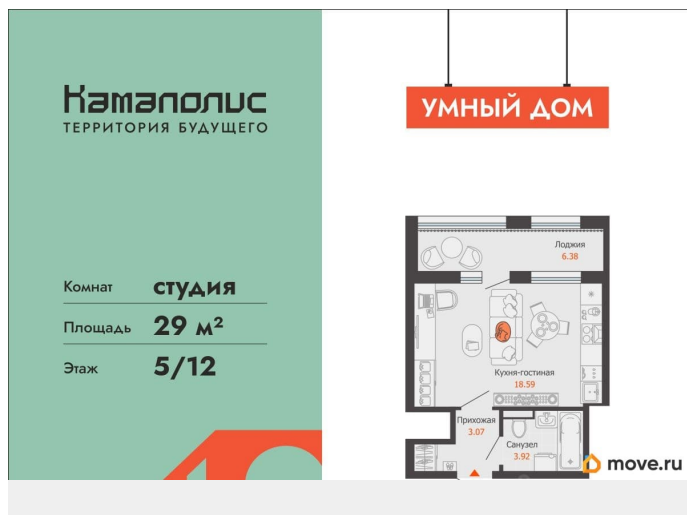 Камаполис
ТЕРРИТОРИЯ БУДУЩЕГО
Комнат студия
Площадь 29 м²
Этаж 5/12
УМНЫЙ ДОМ
Лоджия
6.38
Кухня-гостиная
18.59
Прихожая
3.07
Санузел
3.92
move.ru